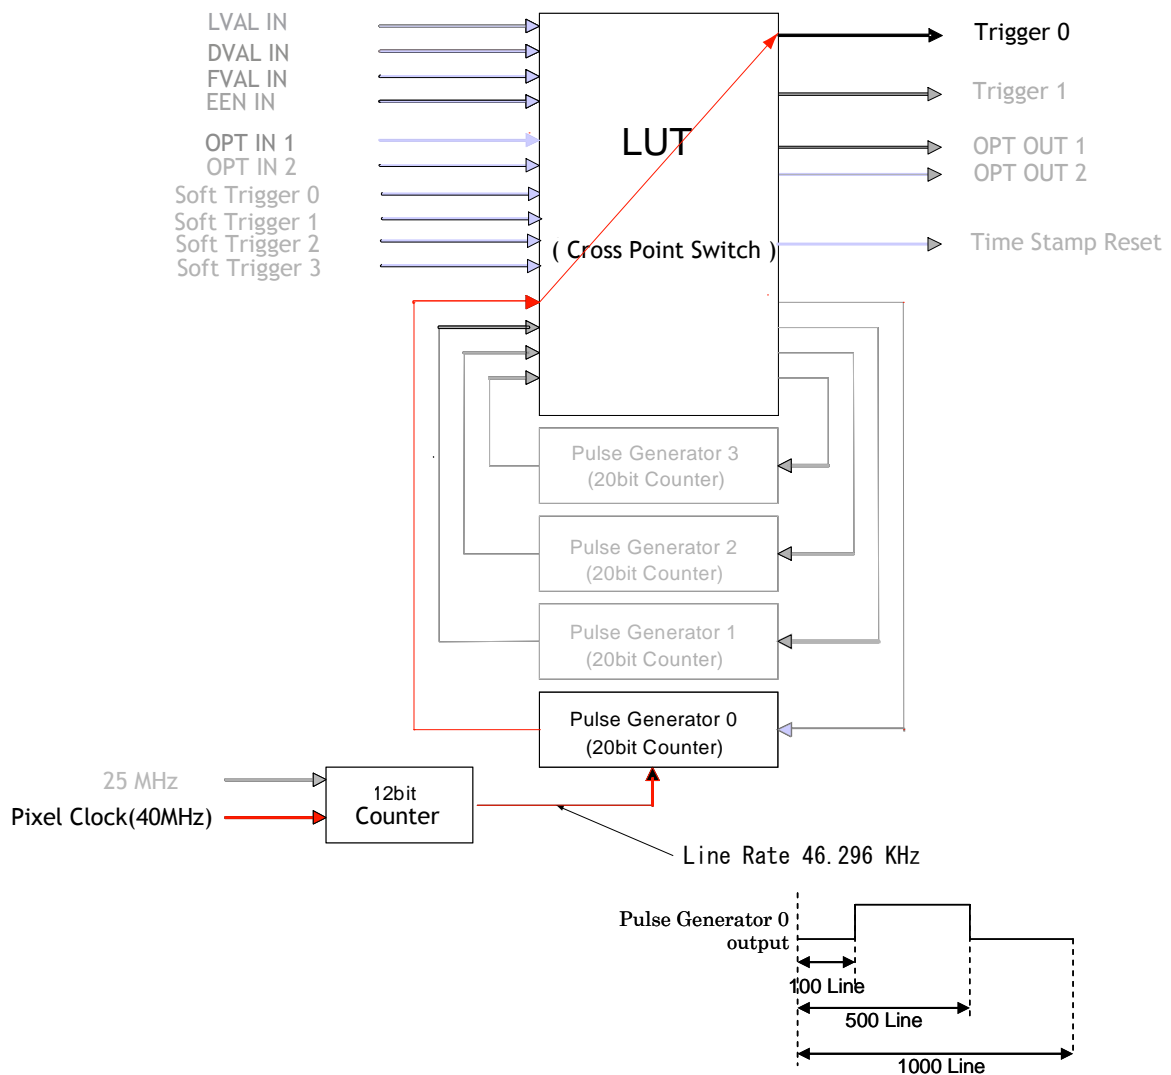 LVAL IN
DVAL IN
FVAL IN
EEN IN
OPT IN 1
OPT IN 2
Soft Trigger 0
Soft Trigger 1
Soft Trigger 2
Soft Trigger 3
LUT
( Cross Point Switch )
Trigger 0
Trigger 1
OPT OUT 1
OPT OUT 2
Time Stamp Reset
Pulse Generator 3
(20bit Counter)
Pulse Generator 2
(20bit Counter)
Pulse Generator 1
(20bit Counter)
Pulse Generator 0
(20bit Counter)
25 MHz
Pixel Clock(40MHz)
12bit
Counter
Line Rate 46.296 KHz
Pulse Generator 0
output
100 Line
500 Line
1000 Line